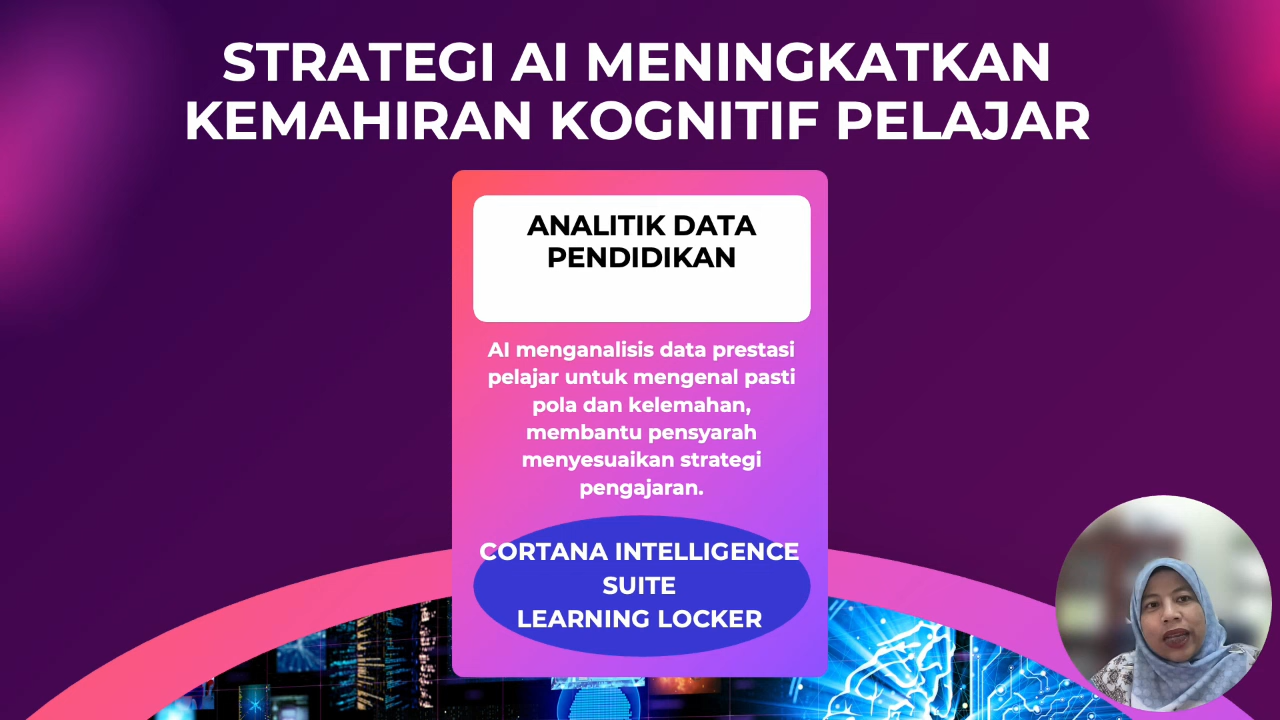 STRATEGI AI MENINGKATKAN
KEMAHIRAN KOGNITIF PELAJAR
ANALITIK DATA
PENDIDIKAN
AI menganalisis data prestasi
pelajar untuk mengenal pasti
pola dan kelemahan,
membantu pensyarah
menyesuaikan strategi
pengajaran.
CORTANA INTELLIGENCE
SUITE
LEARNING LOCKER